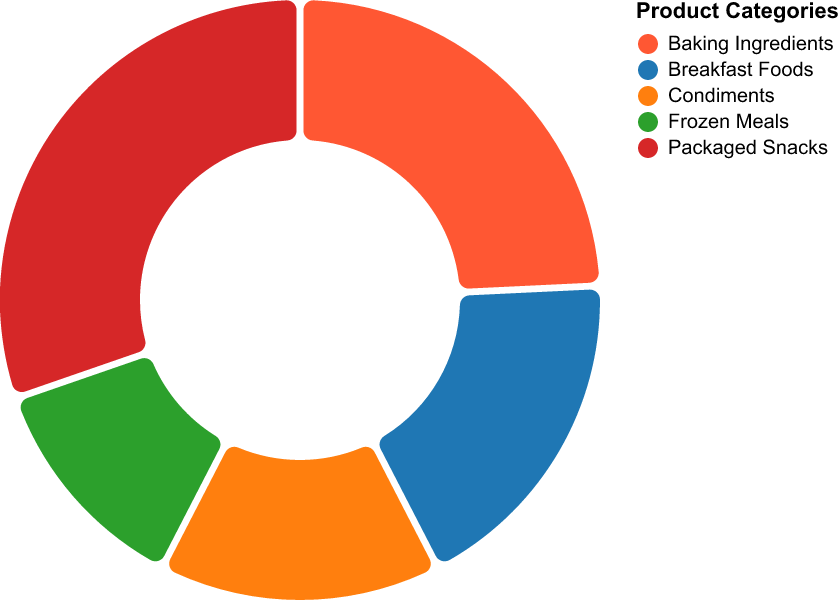 Product Categories
Baking Ingredients
Breakfast Foods
Condiments
Frozen Meals
Packaged Snacks